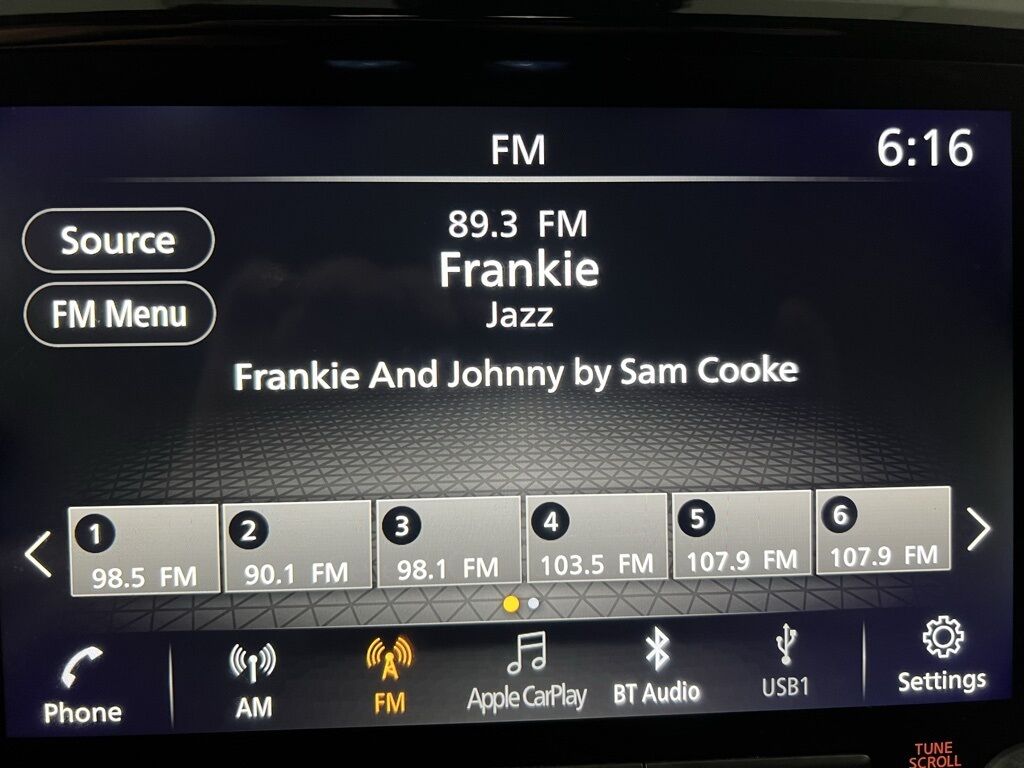 FM
6:16
Source
89.3 FM
Frankie
FM Menu
Jazz
Frankie And Johnny by Sam Cooke
1
2
3
4
5
6
98.5 FM
90.1 FM
98.1 FM
103.5 FM
107.9 FM
107.9 FM
Phone
AM
FM
Apple CarPlay
BT Audio
USB1
Settings
TUNE
SCROLL